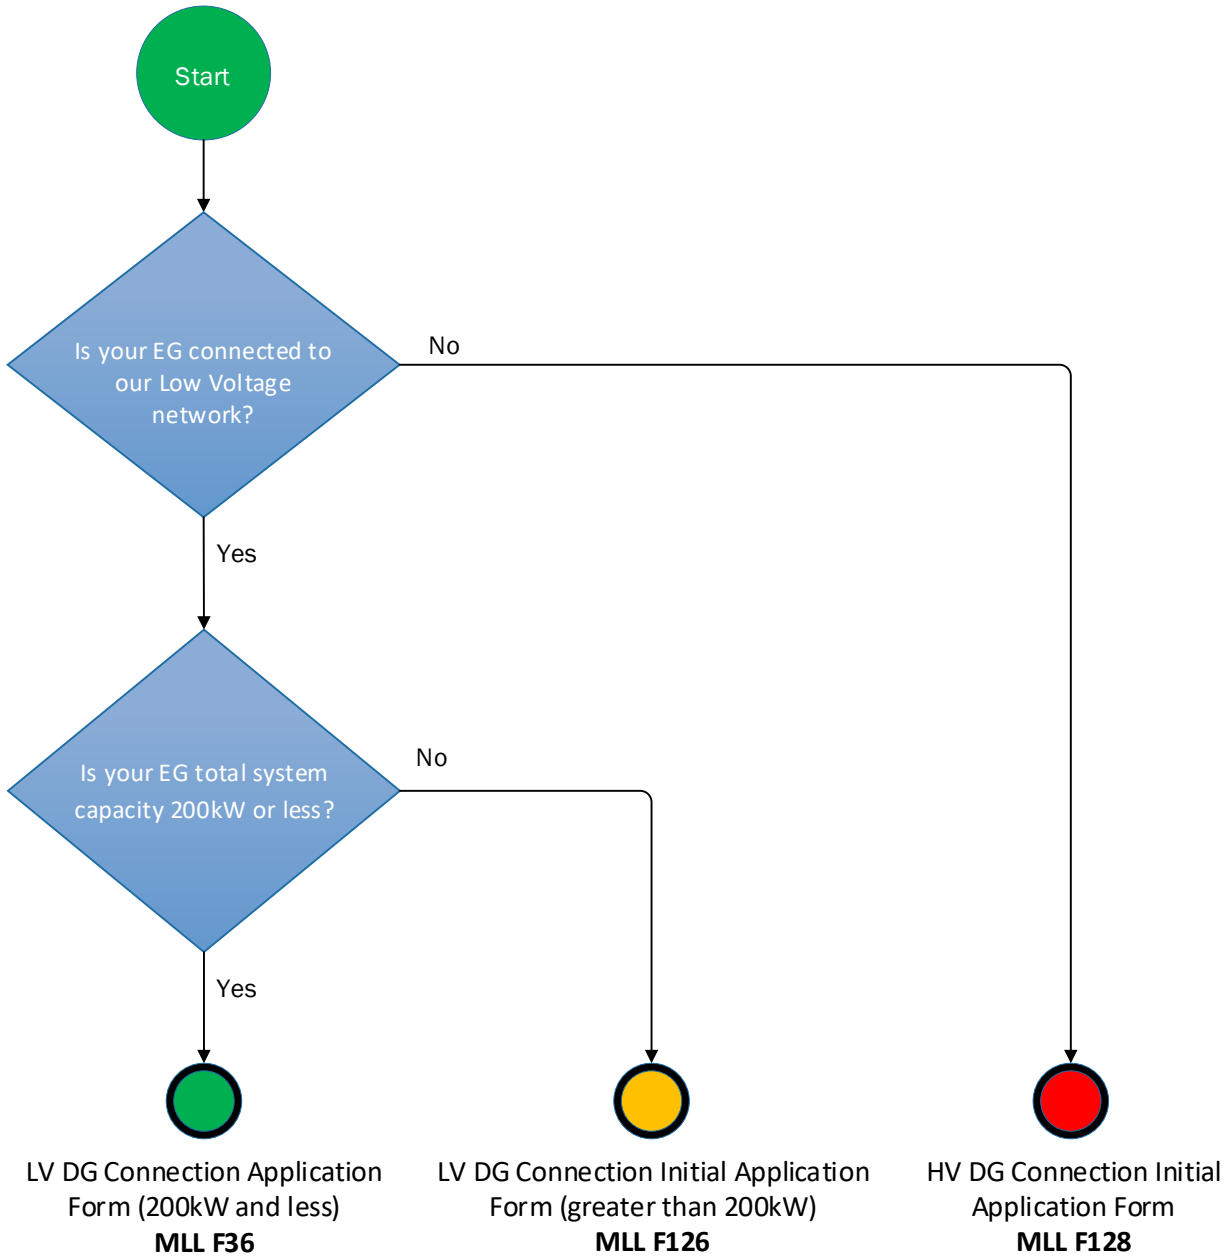 Start
Is your EG connected to
our Low Voltage
network?
No
Yes
Is your EG total system
capacity 200kW or less?
No
Yes
LV DG Connection Application
Form (200kW and less)
MLL F36
LV DG Connection Initial Application
Form (greater than 200kW)
MLL F126
HV DG Connection Initial
Application Form
MLL F128